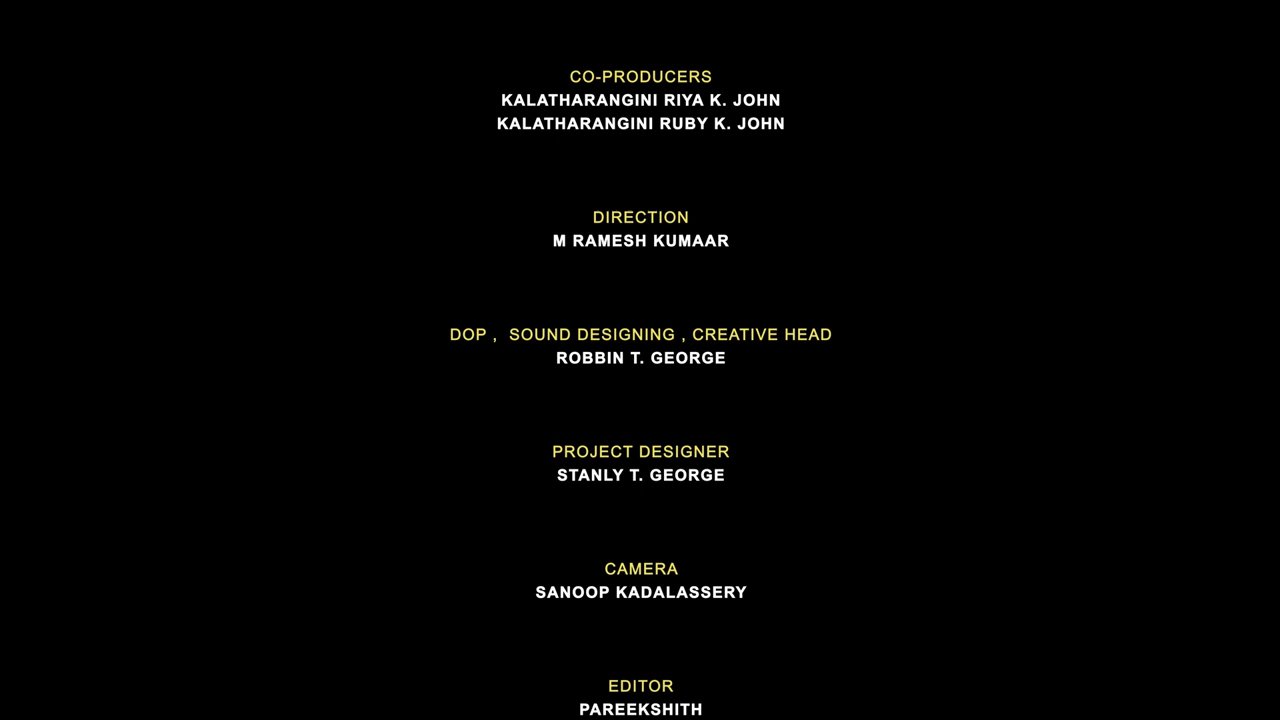 CO-PRODUCERS
KALATHARANGINI RIYA K. JOHN
KALATHARANGINI RUBY K. JOHN
DIRECTION
M RAMESH KUMAAR
DOP ,  SOUND DESIGNING , CREATIVE HEAD
ROBBIN T. GEORGE
PROJECT DESIGNER
STANLY T. GEORGE
CAMERA
SANOOP KADALASSERY
EDITOR
PAREEKSHITH